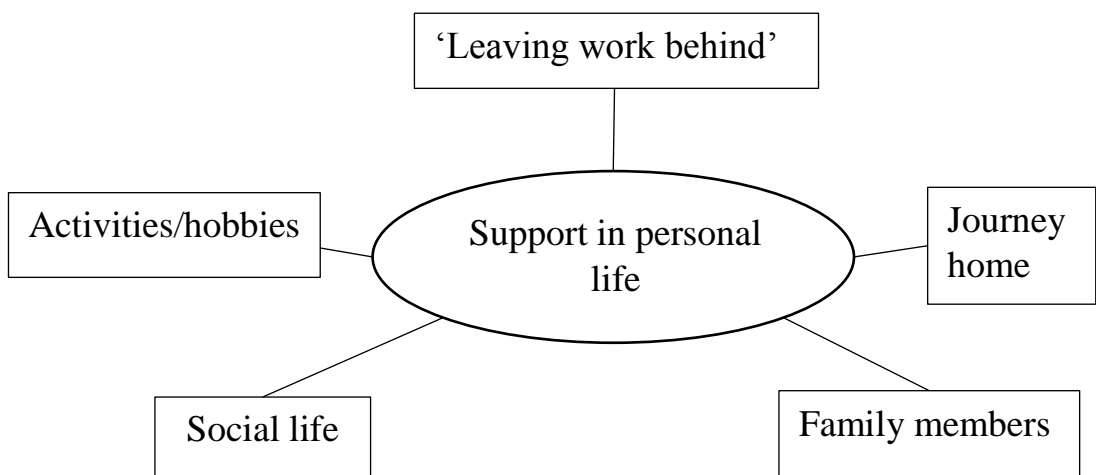 ‘Leaving work behind’
Activities/hobbies
Support in personal
life
Journey
home
Social life
Family members